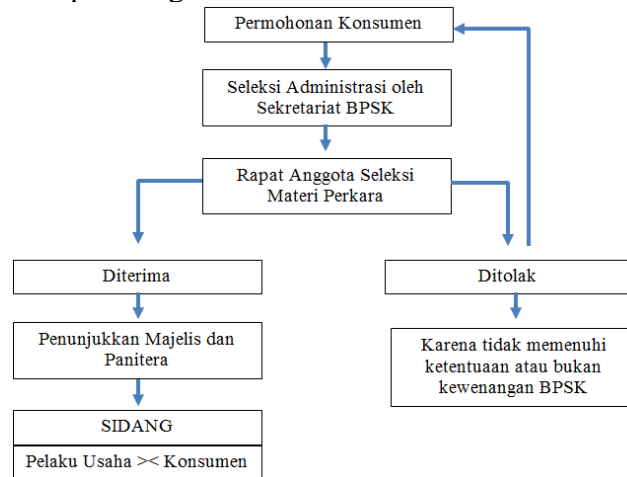 Permohonan Konsumen
Seleksi Administrasi oleh
Sekretariat BPSK
Rapat Anggota Seleksi
Materi Perkara
Diterima
Ditolak
Penunjukkan Majelis dan
Panitera
Karena tidak memenuhi
ketentuaan atau bukan
kewenangan BPSK
SIDANG
Pelaku Usaha >< Konsumen